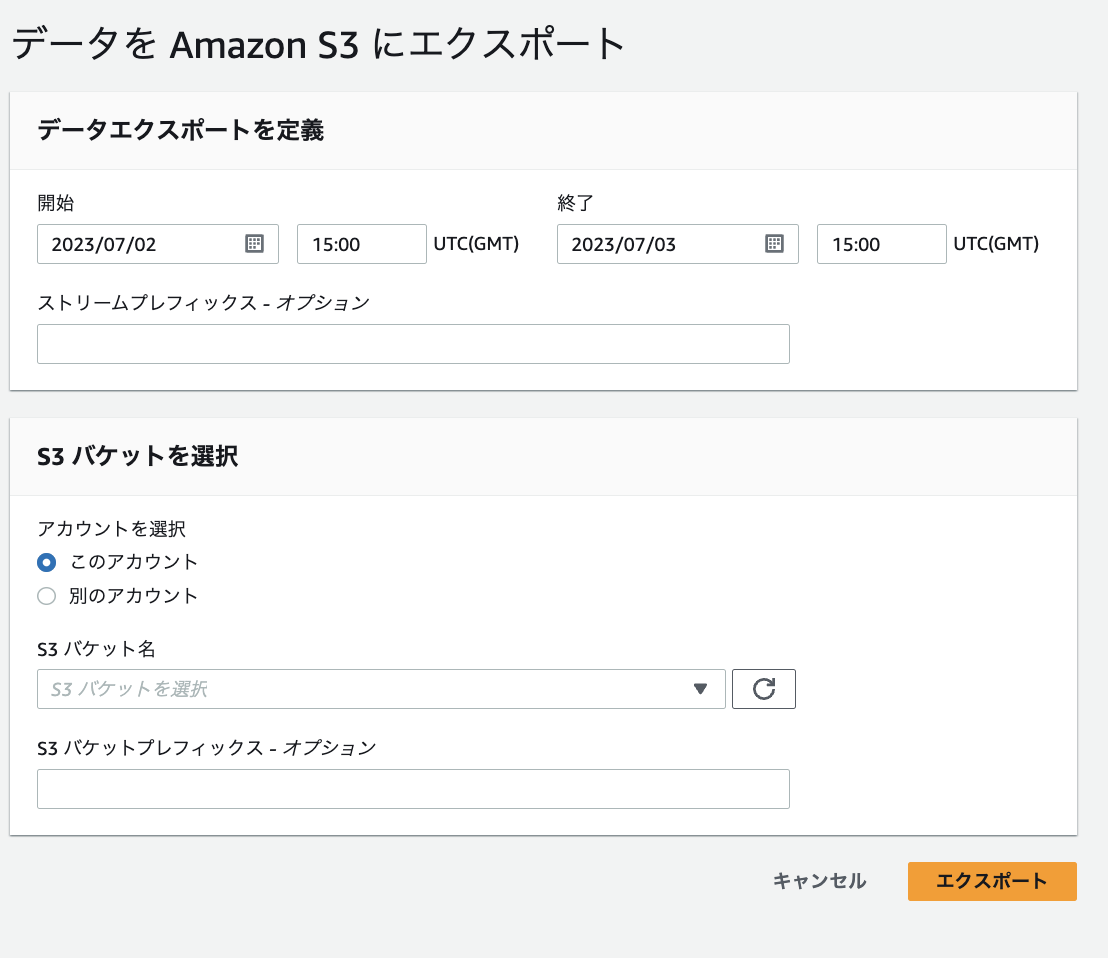 データを Amazon S3 にエクスポート
データエクスポートを定義
開始
終了
2023/07/02 15:00 UTC(GMT) 2023/07/03 15:00 UTC(GMT)
ストリームプレフィックス - オプション
S3 バケットを選択
アカウントを選択
このアカウント
別のアカウント
S3 バケット名
S3 バケットを選択
S3 バケットプレフィックス - オプション
キャンセル エクスポート